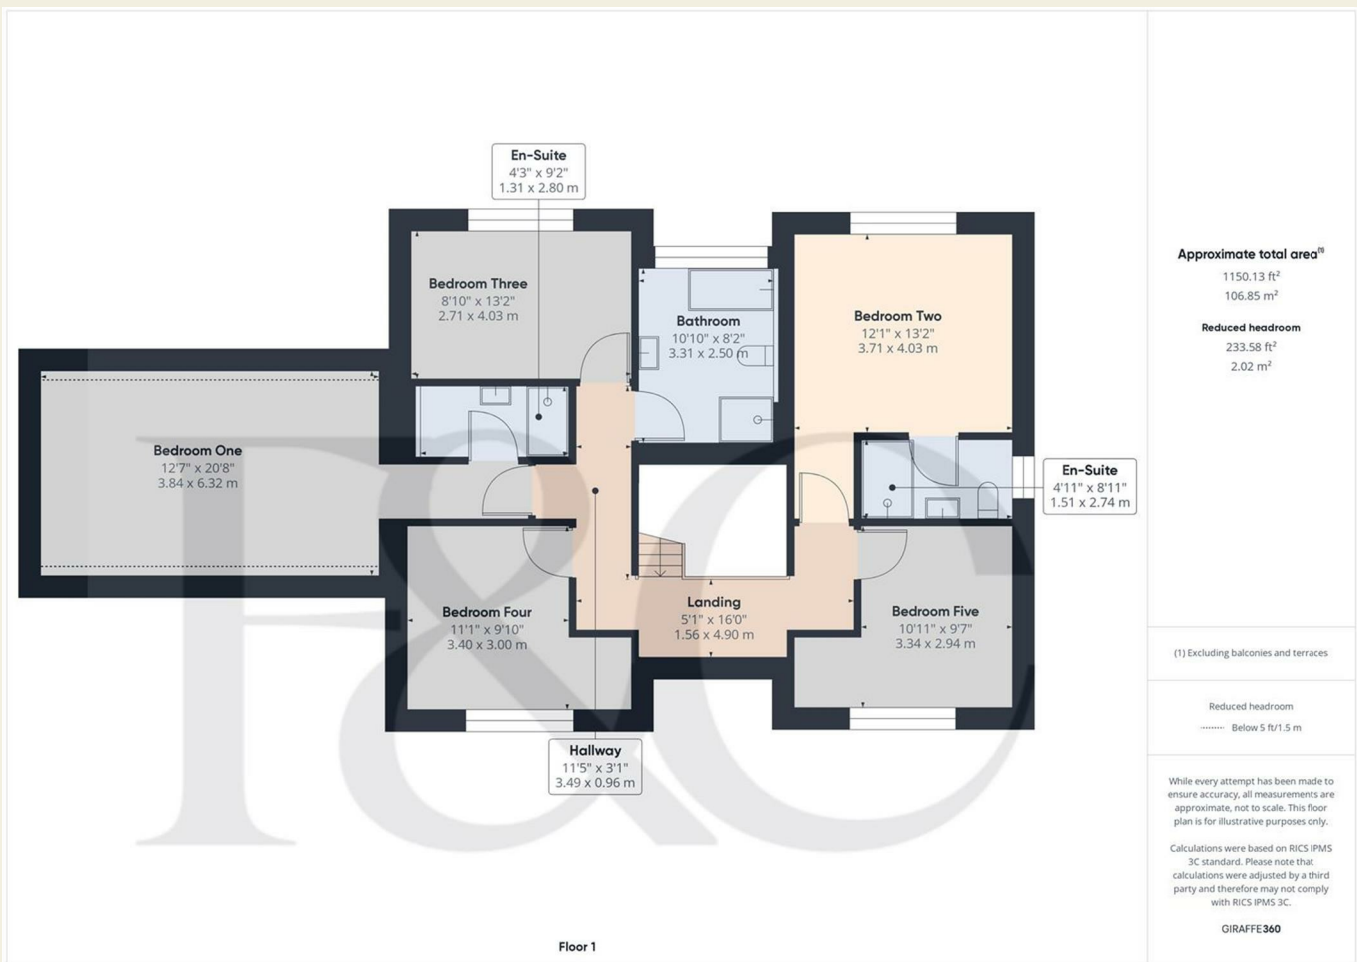 En-Suite
4'3" x 9'2"
1.31 x 2.80 m
Bedroom Three
8'10" x 13'2"
2.71 x 4.03 m
Bathroom
10'10" x 8'2"
3.31 x 2.50 m
Bedroom Two
12'1" x 13'2"
3.71 x 4.03 m
Bedroom One
12'7" x 20'8"
3.84 x 6.32 m
En-Suite
4'11" x 8'11"
1.51 x 2.74 m
Bedroom Four
11'1" x 9'10"
3.40 x 3.00 m
Landing
5'1" x 16'0"
1.56 x 4.90 m
Bedroom Five
10'11" x 9'7"
3.34 x 2.94 m
Hallway
11'5" x 3'1"
3.49 x 0.96 m
F&C
Floor 1
Approximate total area(1)
1150.13 ft²
106.85 m²
Reduced headroom
233.58 ft²
2.02 m²
(1) Excluding balconies and terraces
Reduced headroom
Below 5 ft/1.5 m
While every attempt has been made to
ensure accuracy, all measurements are
approximate, not to scale. This floor
plan is for illustrative purposes only.
Calculations were based on RICS IPMS
3C standard. Please note that
calculations were adjusted by a third
party and therefore may not comply
with RICS IPMS 3C.
GIRAFFE360